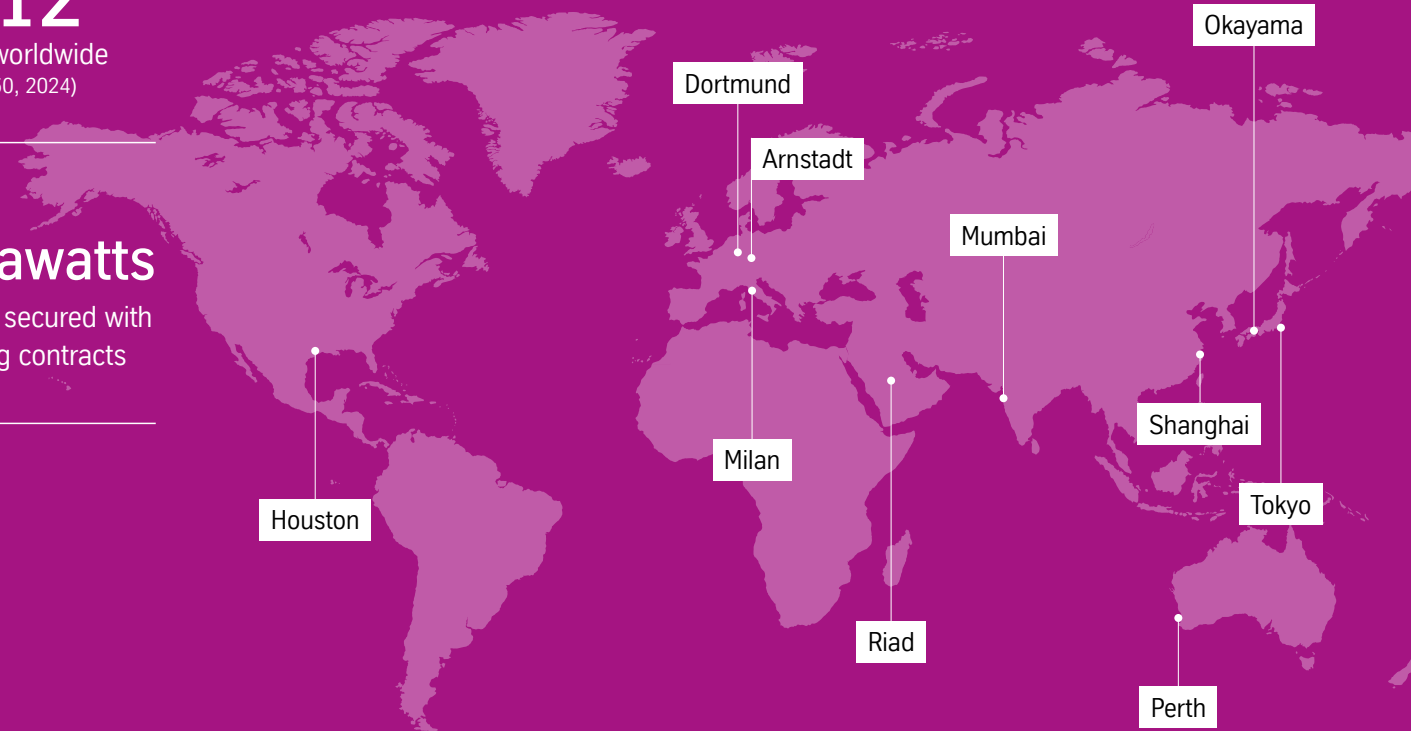 12
worldwide
0, 2024)
awatts
secured with
g contracts
Okayama
Dortmund
Arnstadt
Mumbai
Shanghai
Milan
Tokyo
Houston
Riad
Perth